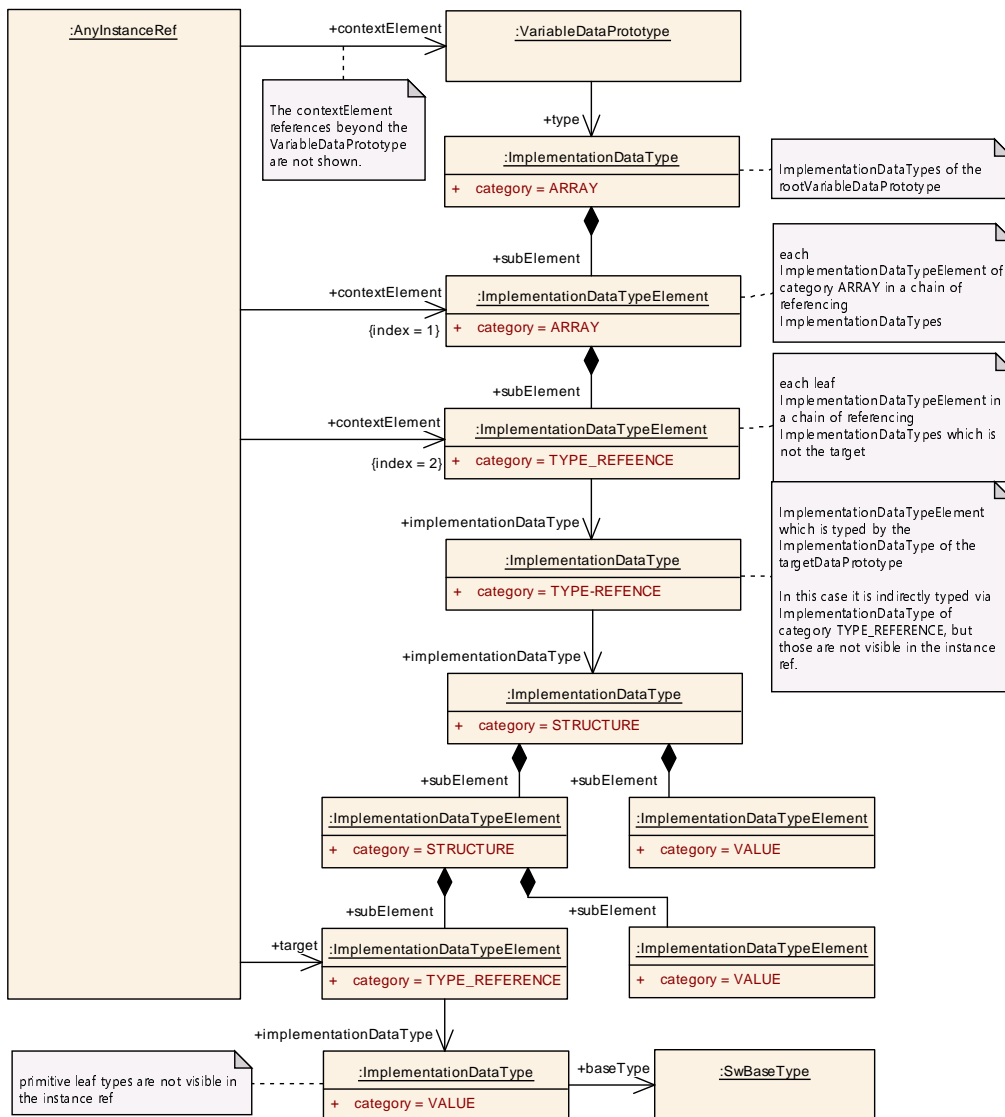 :AnyInstanceRef
+contextElement
:VariableDataPrototype
The contextElement
references beyond the
VariableDataPrototype
are not shown.
+type
:ImplementationDataType
+ category = ARRAY
ImplementationDataTypes of the
rootVariableDataPrototype
+subElement
+contextElement
{index = 1}
:ImplementationDataTypeElement
+ category = ARRAY
each
ImplementationDataTypeElement of
category ARRAY in a chain of
referencing
ImplementationDataTypes
+subElement
+contextElement
{index = 2}
:ImplementationDataTypeElement
+ category = TYPE_REFEENCE
each leaf
ImplementationDataTypeElement in
a chain of referencing
ImplementationDataTypes which is
not the target
+implementationDataType
:ImplementationDataType
+ category = TYPE-REFENCE
ImplementationDataTypeElement
which is typed by the
ImplementationDataType of the
targetDataPrototype
In this case it is indirectly typed via
ImplementationDataType of
category TYPE_REFERENCE, but
those are not visible in the instance
ref.
+implementationDataType
:ImplementationDataType
+ category = STRUCTURE
+subElement
+subElement
:ImplementationDataTypeElement
+ category = STRUCTURE
:ImplementationDataTypeElement
+ category = VALUE
+subElement
+subElement
+target
:ImplementationDataTypeElement
+ category = TYPE_REFERENCE
:ImplementationDataTypeElement
+ category = VALUE
+implementationDataType
primitive leaf types are not visible in
the instance ref
:ImplementationDataType
+ category = VALUE
+baseType
:SwBaseType